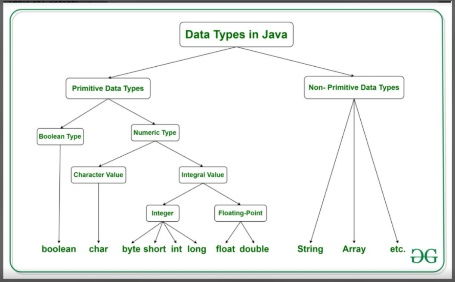 Data Types in Java
Primitive Data Types
Non- Primitive Data Types
Boolean Type
Numeric Type
Character Value
Integral Value
Integer
Floating-Point
boolean
char
byte short int long
float double
String
Array
etc.